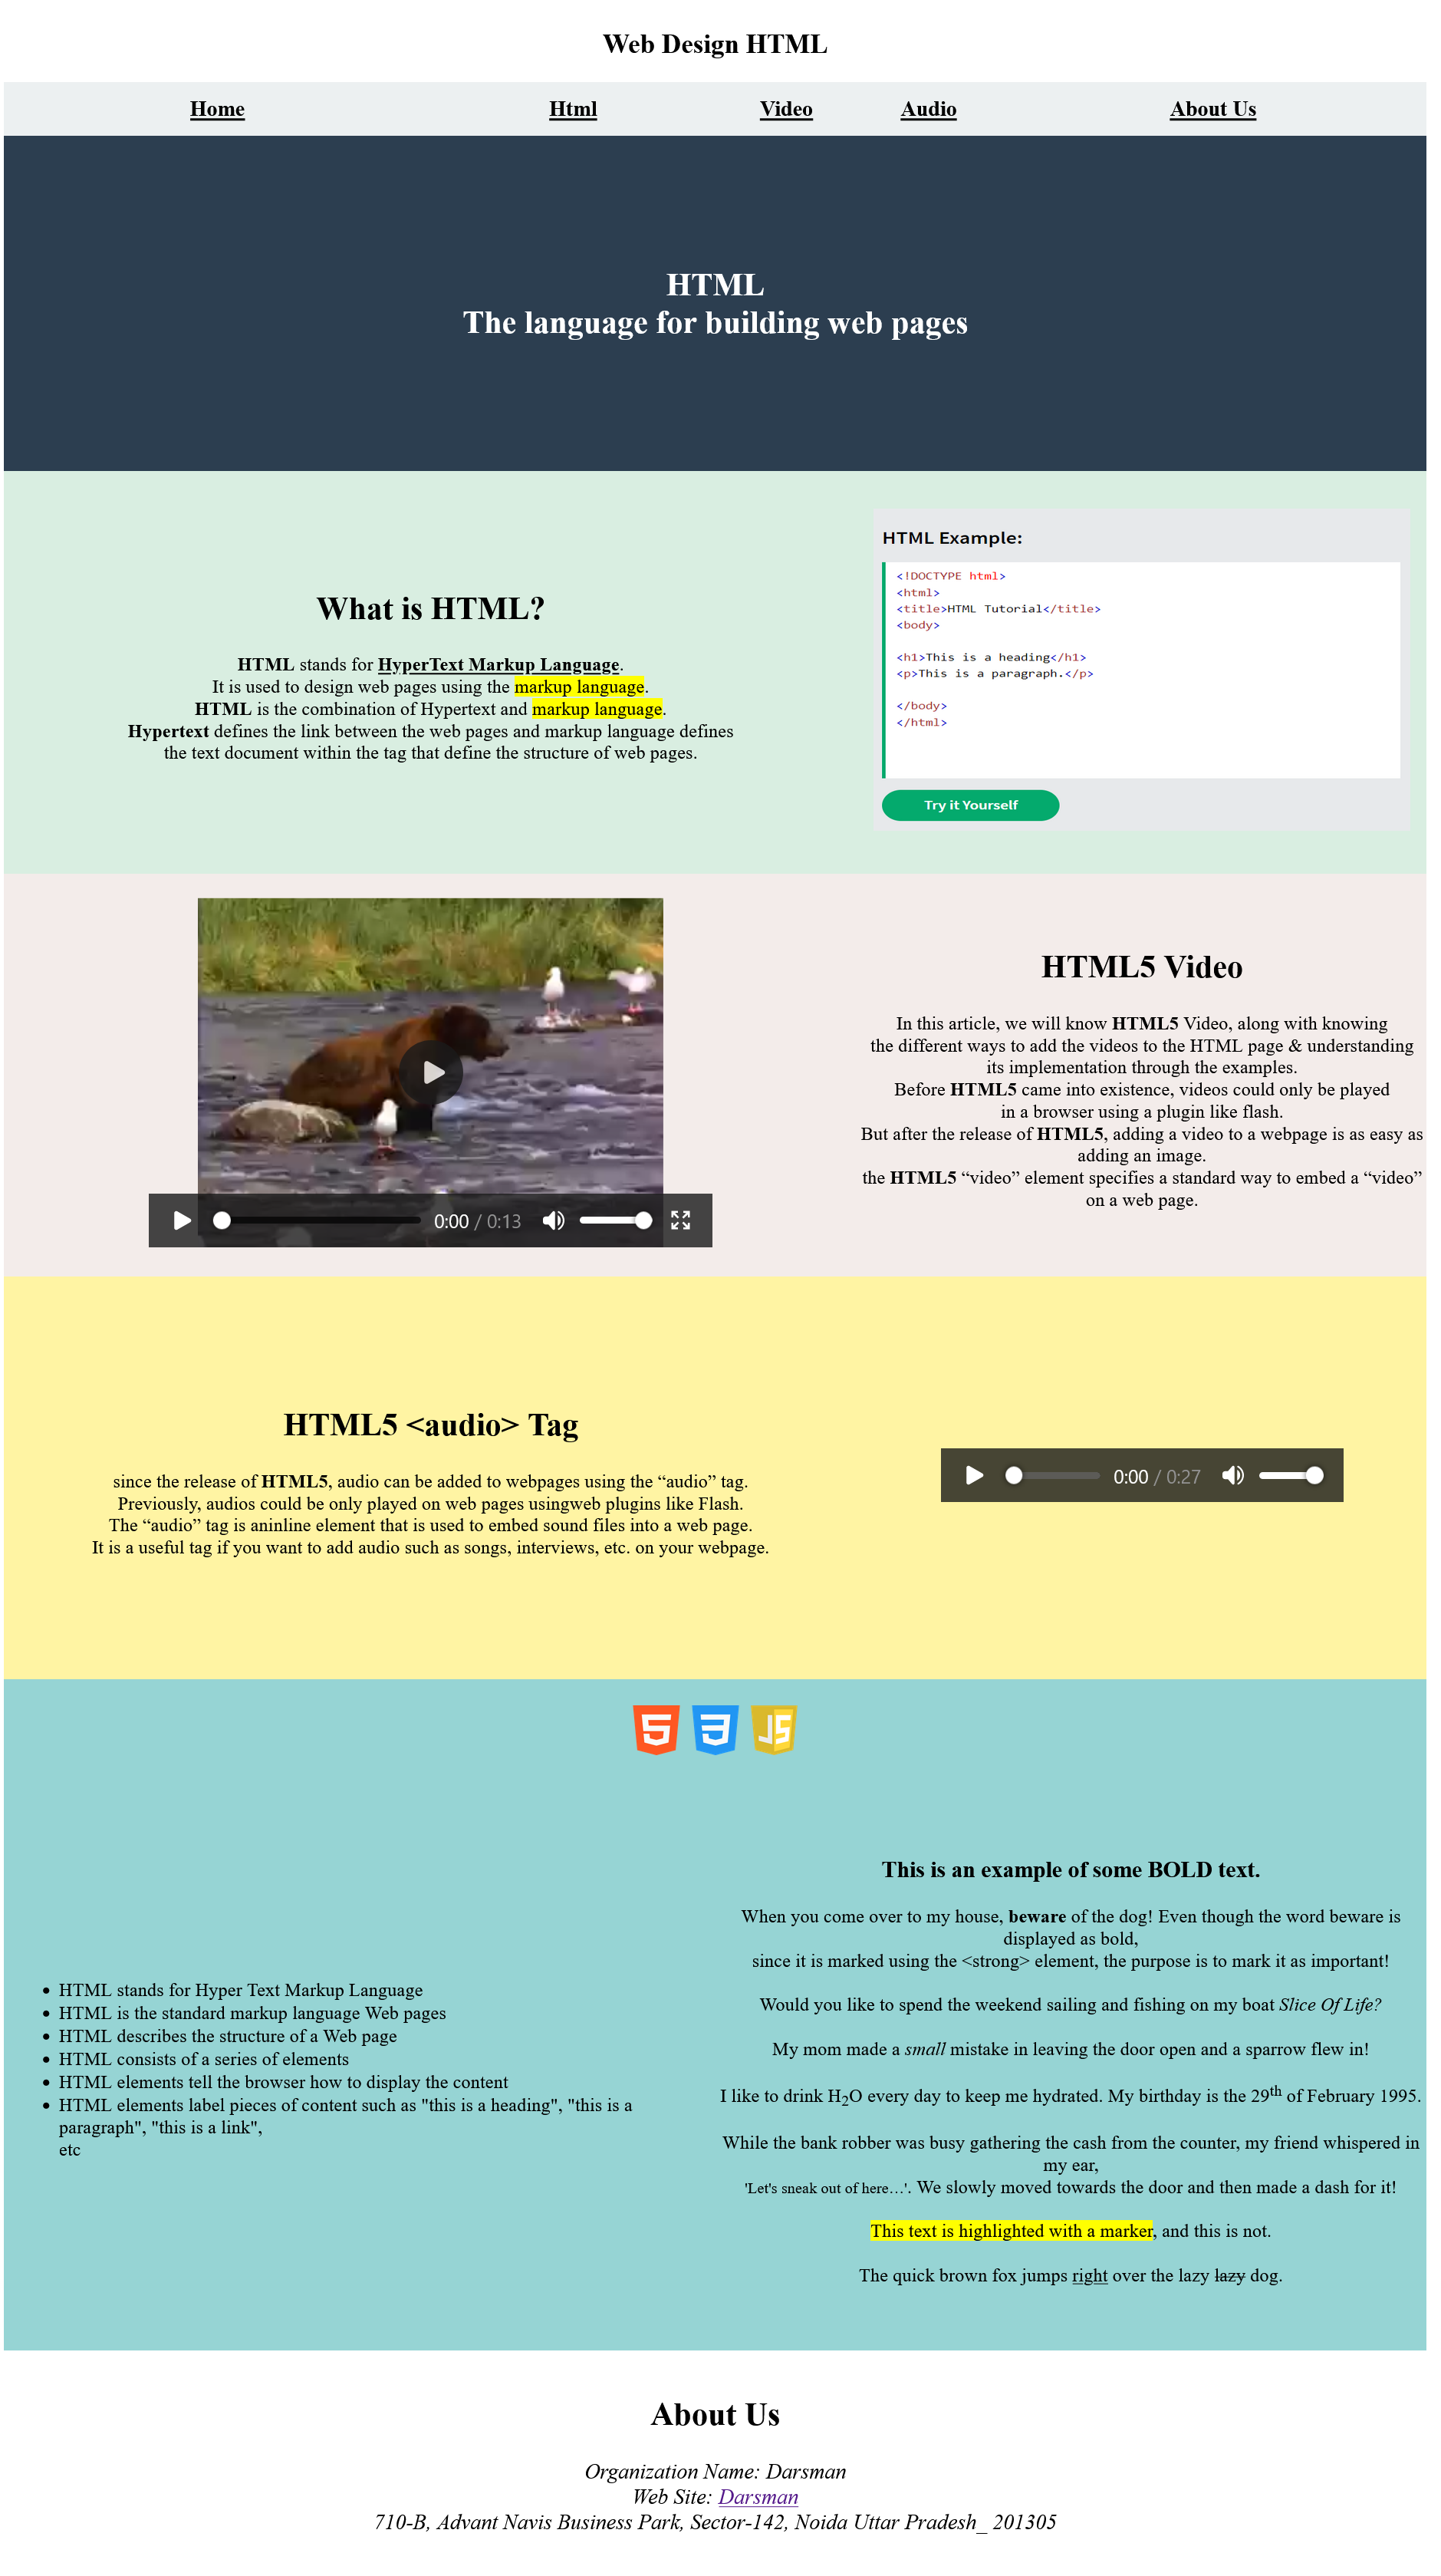 Web Design HTML
Home Html Video Audio About Us
HTML
The language for building web pages
What is HTML?
HTML stands for HyperText Markup Language.
It is used to design web pages using the markup language.
HTML is the combination of Hypertext and markup language.
Hypertext defines the link between the web pages and markup language defines
the text document within the tag that define the structure of web pages.
HTML Example:
<!DOCTYPE html>
<html>
<title>HTML Tutorial</title>
<body>
<h1>This is a heading</h1>
<p>This is a paragraph.</p>
</body>
</html>
Try it Yourself
0:00 / 0:13
HTML5 Video
In this article, we will know HTML5 Video, along with knowing
the different ways to add the videos to the HTML page & understanding
its implementation through the examples.
Before HTML5 came into existence, videos could only be played
in a browser using a plugin like flash.
But after the release of HTML5, adding a video to a webpage is as easy as
adding an image.
the HTML5 “video” element specifies a standard way to embed a “video”
on a web page.
HTML5 <audio> Tag
since the release of HTML5, audio can be added to webpages using the “audio” tag.
Previously, audios could be only played on web pages usingweb plugins like Flash.
The “audio” tag is aninline element that is used to embed sound files into a web page.
It is a useful tag if you want to add audio such as songs, interviews, etc. on your webpage.
0:00 / 0:27
5 3 JS
• HTML stands for Hyper Text Markup Language
• HTML is the standard markup language Web pages
• HTML describes the structure of a Web page
• HTML consists of a series of elements
• HTML elements tell the browser how to display the content
• HTML elements label pieces of content such as "this is a heading", "this is a
paragraph", "this is a link",
etc
This is an example of some BOLD text.
When you come over to my house, beware of the dog! Even though the word beware is
displayed as bold,
since it is marked using the <strong> element, the purpose is to mark it as important!
Would you like to spend the weekend sailing and fishing on my boat Slice Of Life?
My mom made a small mistake in leaving the door open and a sparrow flew in!
I like to drink H2O every day to keep me hydrated. My birthday is the 29th of February 1995.
While the bank robber was busy gathering the cash from the counter, my friend whispered in
my ear,
'Let's sneak out of here…'. We slowly moved towards the door and then made a dash for it!
This text is highlighted with a marker, and this is not.
The quick brown fox jumps right over the lazy lazy dog.
About Us
Organization Name: Darsman
Web Site: Darsman
710-B, Advant Navis Business Park, Sector-142, Noida Uttar Pradesh_ 201305